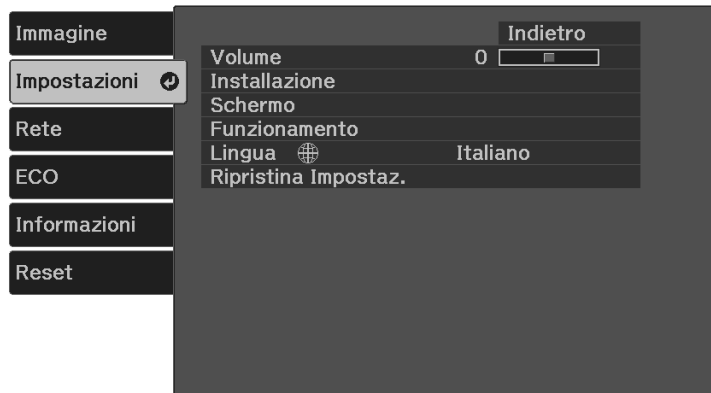 Immagine
Impostazioni
Rete
ECO
Informazioni
Reset
Indietro
Volume 0
Installazione
Schermo
Funzionamento
Lingua Italiano
Ripristina Impostaz.